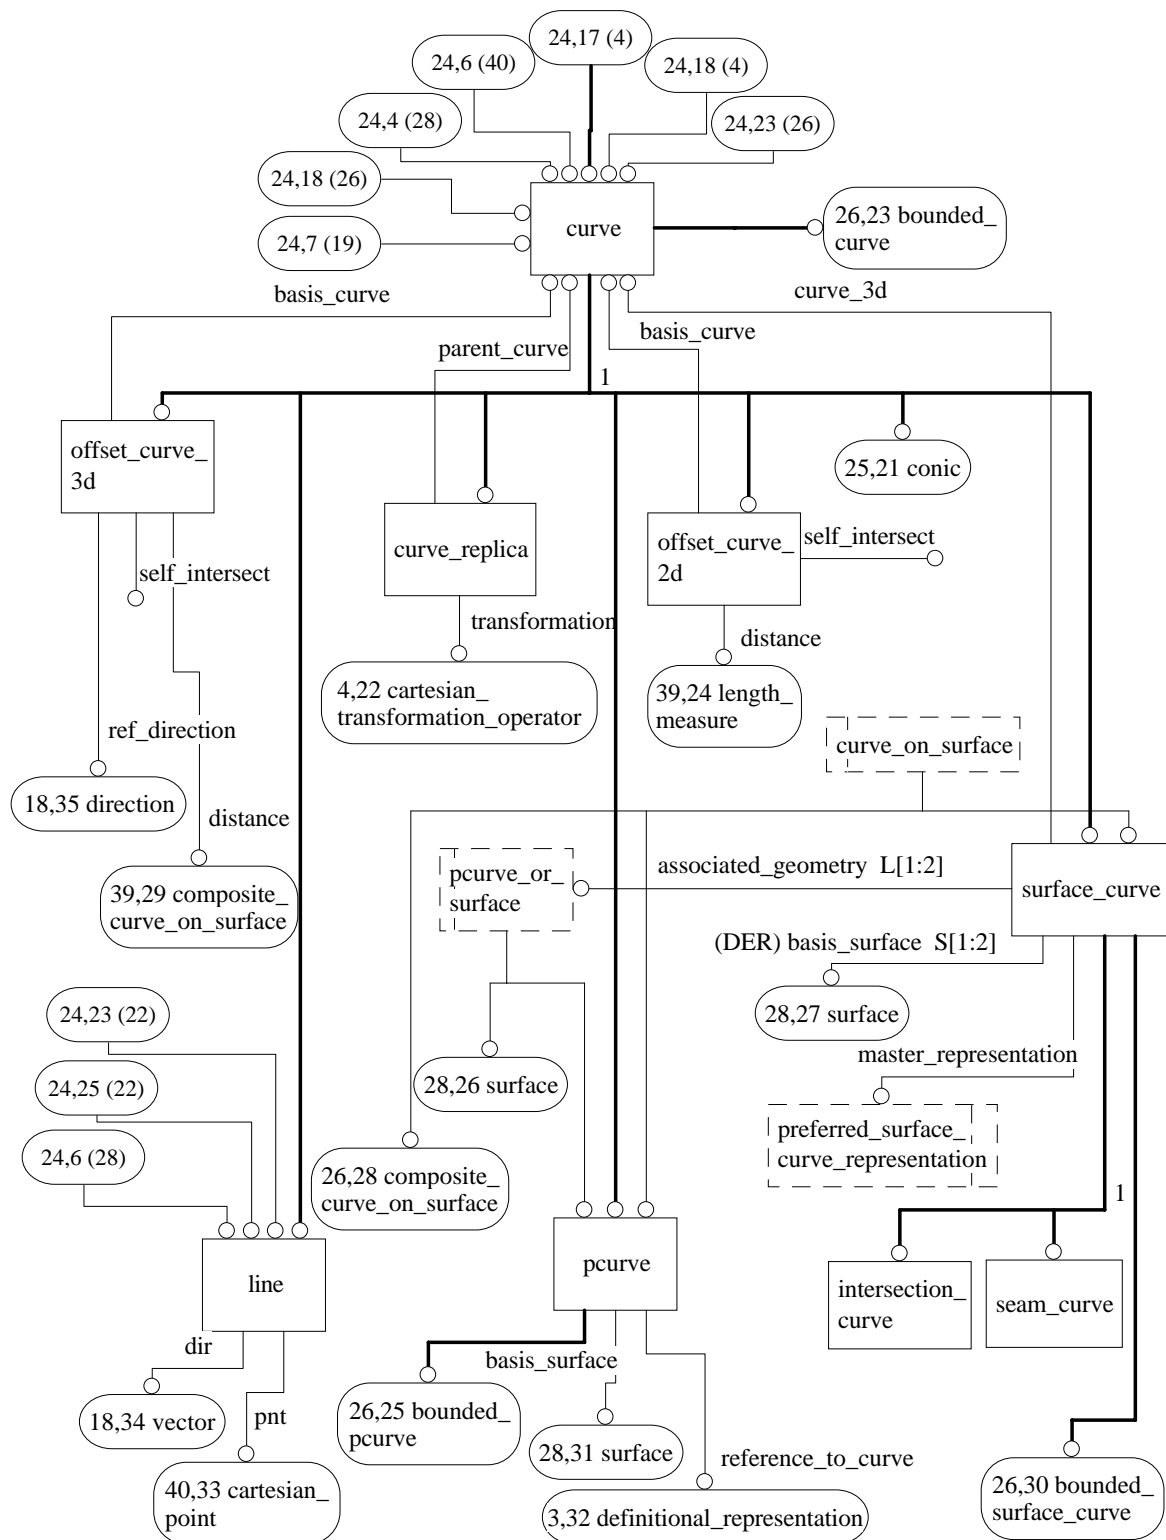 24,17 (4)
24,6 (40)
24,18 (4)
24,4 (28)
24,23 (26)
24,18 (26)
24,7 (19)
curve
26,23 bounded_
curve
basis_curve
curve_3d
parent_curve
basis_curve
1
offset_curve_
3d
25,21 conic
curve_replica
offset_curve_
2d
self_intersect
self_intersect
transformation
distance
4,22 cartesian_
transformation_operator
39,24 length_
measure
ref_direction
curve_on_surface
18,35 direction
distance
39,29 composite_
curve_on_surface
pcurve_or_
surface
associated_geometry L[1:2]
surface_curve
(DER) basis_surface S[1:2]
28,27 surface
24,23 (22)
24,25 (22)
24,6 (28)
28,26 surface
master_representation
preferred_surface_
curve_representation
26,28 composite_
curve_on_surface
1
line
pcurve
intersection_
curve
seam_curve
dir
basis_surface
18,34 vector
pnt
26,25 bounded_
pcurve
28,31 surface
reference_to_curve
40,33 cartesian_
point
3,32 definitional_representation
26,30 bounded_
surface_curve